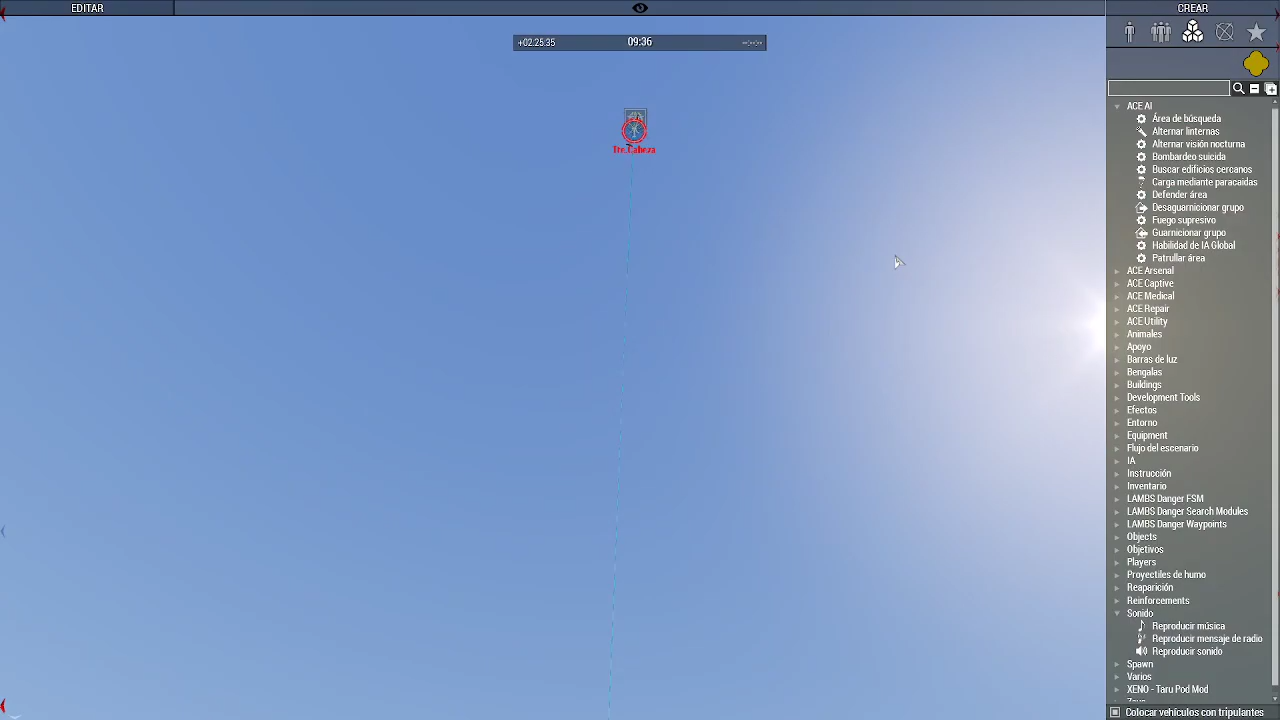 EDITAR
CREAR
+02:25:35
09:36
Tte.Cabeza
ACE AI
Área de búsqueda
Alternar linternas
Alternar visión nocturna
Bombardeo suicida
Buscar edificios cercanos
Carga mediante paracaidas
Defender área
Desaguarnicionar grupo
Fuego supresivo
Guarnicionar grupo
Habilidad de IA Global
Patrullar área
ACE Arsenal
ACE Captive
ACE Medical
ACE Repair
ACE Utility
Animales
Apoyo
Barras de luz
Bengalas
Buildings
Development Tools
Efectos
Entorno
Equipment
Flujo del escenario
IA
Instrucción
Inventario
LAMBS Danger FSM
LAMBS Danger Search Modules
LAMBS Danger Waypoints
Objects
Objetivos
Players
Proyectiles de humo
Reaparición
Reinforcements
Sonido
Reproducir música
Reproducir mensaje de radio
Reproducir sonido
Spawn
Varios
XENO - Taru Pod Mod
Colocar vehículos con tripulantes